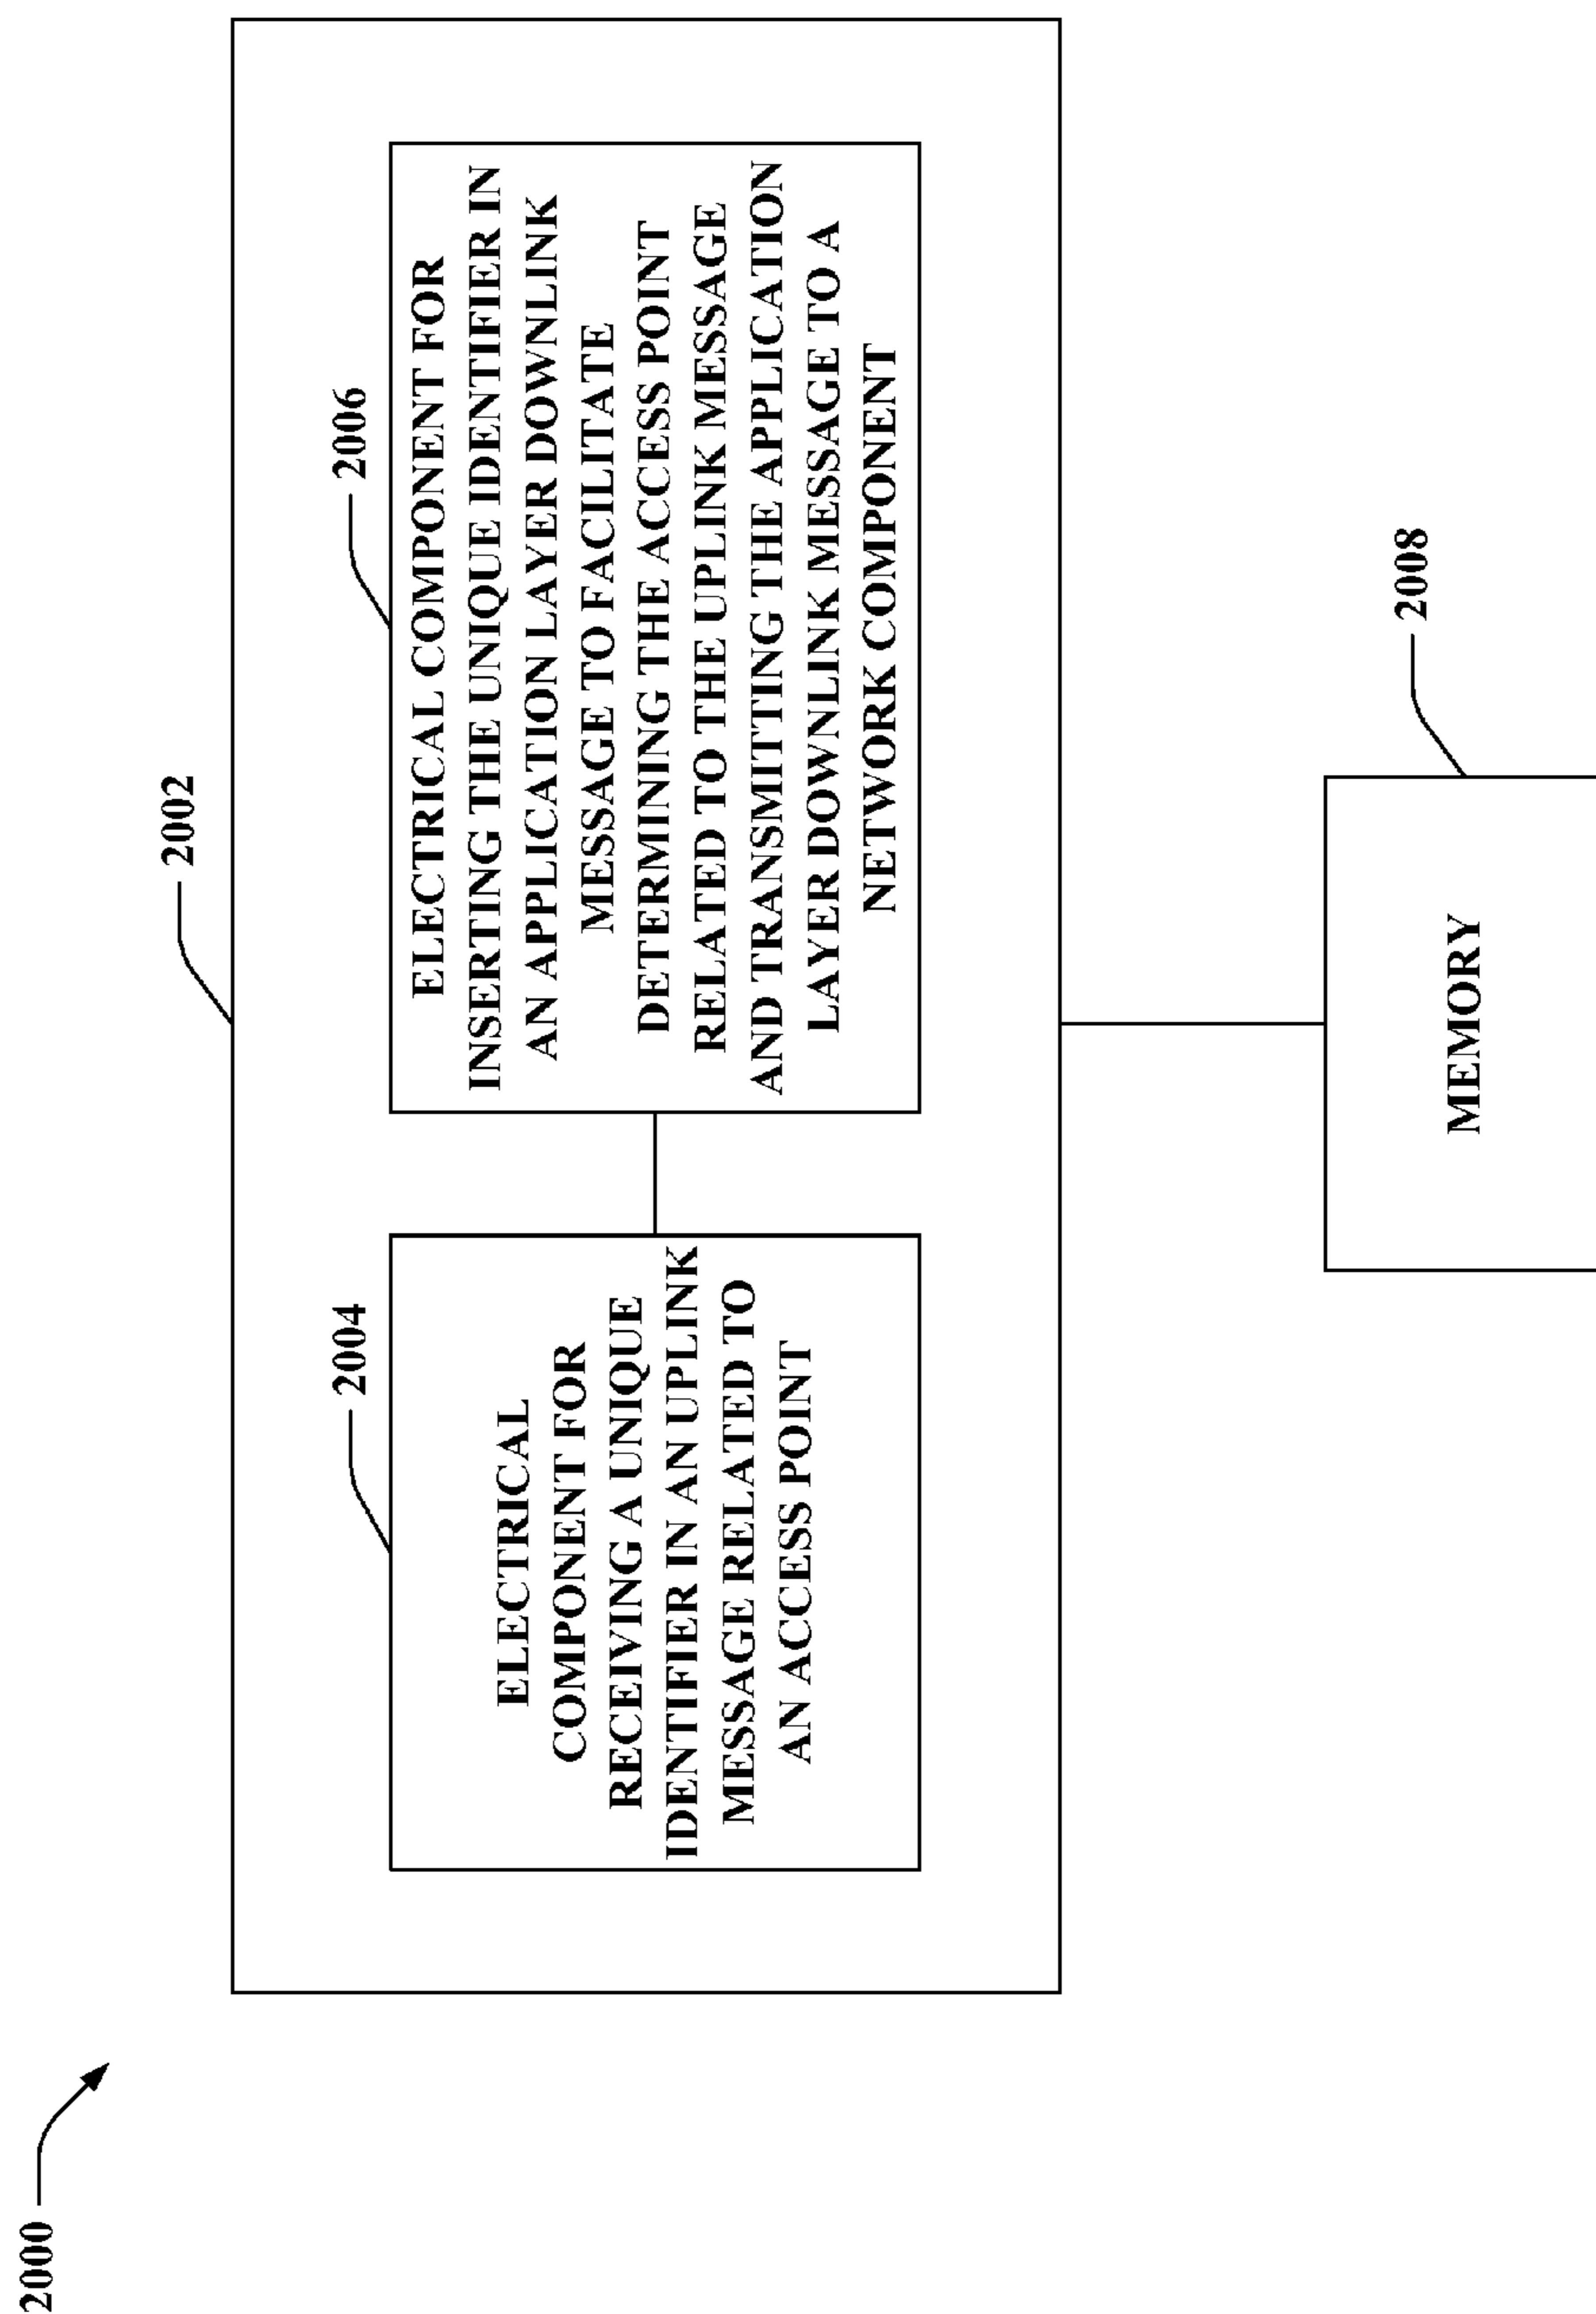 2000
2002
2004
ELECTRICAL
COMPONENT FOR
RECEIVING A UNIQUE
IDENTIFIER IN AN UPLINK
MESSAGE RELATED TO
AN ACCESS POINT
2006
ELECTRICAL COMPONENT FOR
INSERTING THE UNIQUE IDENTIFIER IN
AN APPLICATION LAYER DOWNLINK
MESSAGE TO FACILITATE
DETERMINING THE ACCESS POINT
RELATED TO THE UPLINK MESSAGE
AND TRANSMITTING THE APPLICATION
LAYER DOWNLINK MESSAGE TO A
NETWORK COMPONENT
2008
MEMORY